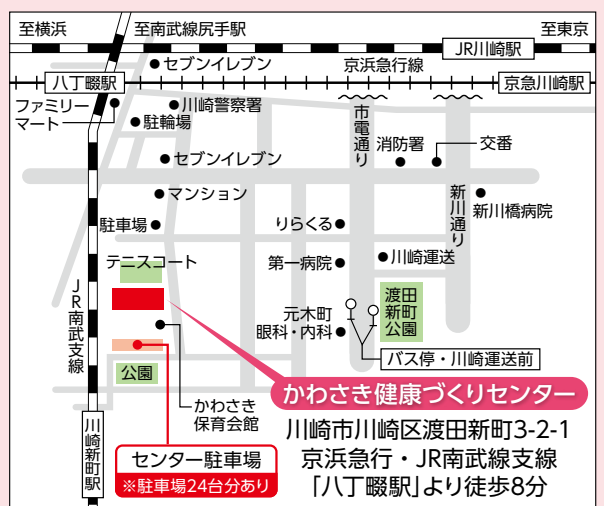 至横浜
至南武線尻手駅
至東京
JR川崎駅
セブンイレブン
京浜急行線
八丁畷駅
京急川崎駅
ファミリー
マート
川崎警察署
駐輪場
市電通り
消防署
交番
セブンイレブン
マンション
新川通り
新川橋病院
駐車場
りらくる
テニスコート
第一病院
川崎運送
JR南武支線
元木町
眼科・内科
渡田
新町
公園
バス停・川崎運送前
公園
かわさき
保育会館
かわさき健康づくりセンター
川崎新町駅
センター駐車場
※駐車場24台分あり
川崎市川崎区渡田新町3-2-1
京浜急行・JR南武線支線
「八丁畷駅」より徒歩8分